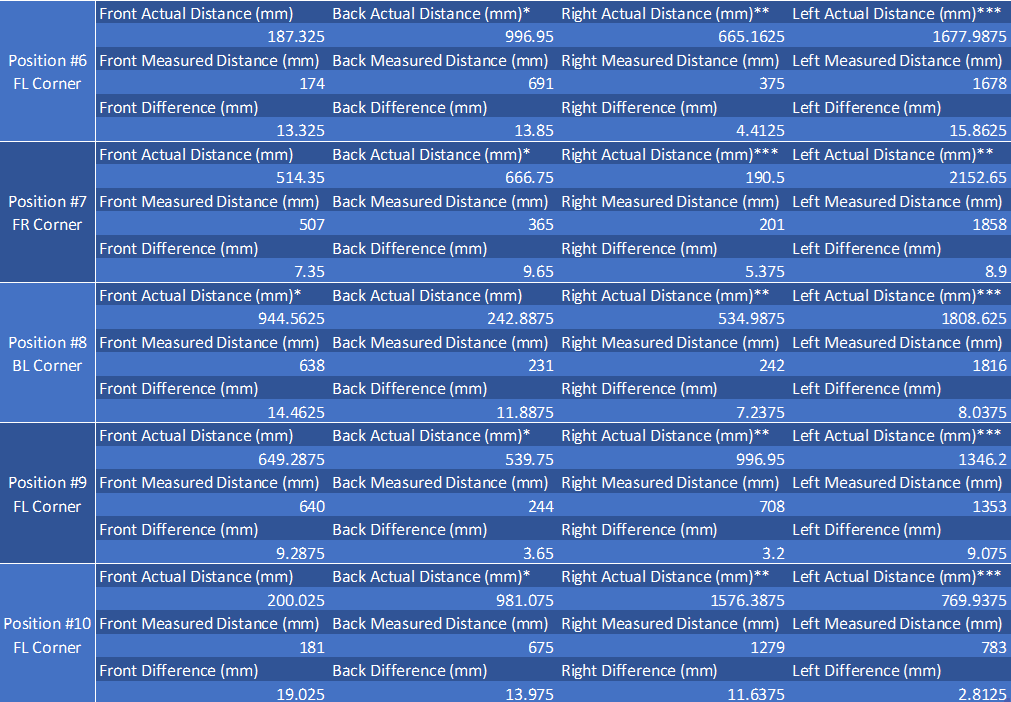 Front Actual Distance (mm) Back Actual Distance (mm)* Right Actual Distance (mm)** Left Actual Distance (mm)***
187.325 996.95 665.1625 1677.9875
Position #6 Front Measured Distance (mm) Back Measured Distance (mm) Right Measured Distance (mm) Left Measured Distance (mm)
FL Corner 174 691 375 1678
Front Difference (mm) Back Difference (mm) Right Difference (mm) Left Difference (mm)
13.325 13.85 4.4125 15.8625
Front Actual Distance (mm) Back Actual Distance (mm)* Right Actual Distance (mm)*** Left Actual Distance (mm)**
514.35 666.75 190.5 2152.65
Position #7 Front Measured Distance (mm) Back Measured Distance (mm) Right Measured Distance (mm) Left Measured Distance (mm)
FR Corner 507 365 201 1858
Front Difference (mm) Back Difference (mm) Right Difference (mm) Left Difference (mm)
7.35 9.65 5.375 8.9
Front Actual Distance (mm)* Back Actual Distance (mm) Right Actual Distance (mm)** Left Actual Distance (mm)***
944.5625 242.8875 534.9875 1808.625
Position #8 Front Measured Distance (mm) Back Measured Distance (mm) Right Measured Distance (mm) Left Measured Distance (mm)
BL Corner 638 231 242 1816
Front Difference (mm) Back Difference (mm) Right Difference (mm) Left Difference (mm)
14.4625 11.8875 7.2375 8.0375
Front Actual Distance (mm) Back Actual Distance (mm)* Right Actual Distance (mm)** Left Actual Distance (mm)***
649.2875 539.75 996.95 1346.2
Position #9 Front Measured Distance (mm) Back Measured Distance (mm) Right Measured Distance (mm) Left Measured Distance (mm)
FL Corner 640 244 708 1353
Front Difference (mm) Back Difference (mm) Right Difference (mm) Left Difference (mm)
9.2875 3.65 3.2 9.075
Front Actual Distance (mm) Back Actual Distance (mm)* Right Actual Distance (mm)** Left Actual Distance (mm)***
200.025 981.075 1576.3875 769.9375
Position #10 Front Measured Distance (mm) Back Measured Distance (mm) Right Measured Distance (mm) Left Measured Distance (mm)
FL Corner 181 675 1279 783
Front Difference (mm) Back Difference (mm) Right Difference (mm) Left Difference (mm)
19.025 13.975 11.6375 2.8125